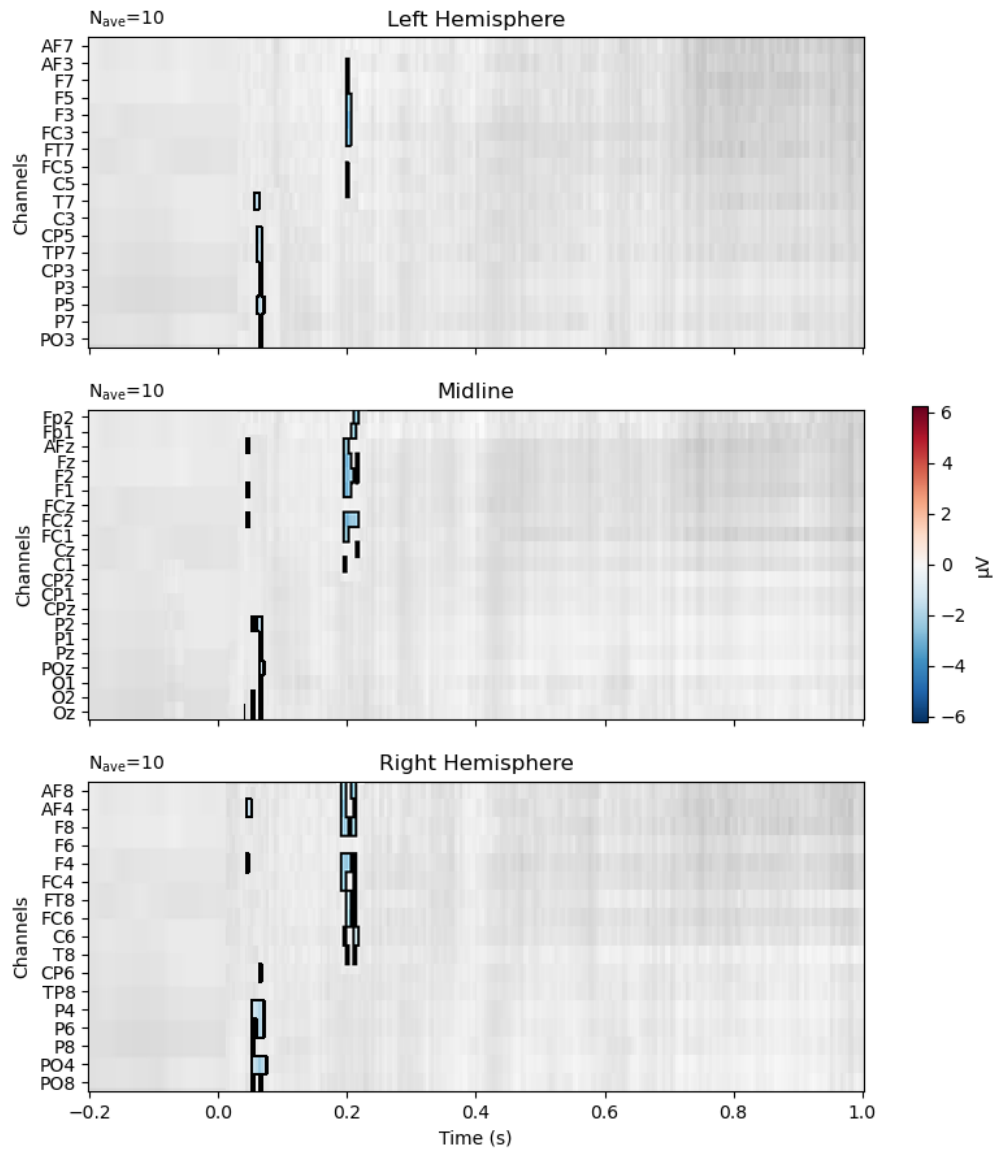 N_ave=10 Left Hemisphere
AF7
AF3
F7
F5
F3
FC3
FT7
FC5
C5
T7
C3
CP5
TP7
CP3
P3
P5
P7
PO3
Channels
N_ave=10 Midline
Fp2
Fp1
AFz
Fz
F2
F1
FCz
FC2
FC1
Cz
C1
CP2
CP1
CPz
P2
P1
Pz
POz
O1
O2
Oz
Channels
6
4
2
0
−2
−4
−6
µV
N_ave=10 Right Hemisphere
AF8
AF4
F8
F6
F4
FC4
FT8
FC6
C6
T8
CP6
TP8
P4
P6
P8
PO4
PO8
Channels
−0.2 0.0 0.2 0.4 0.6 0.8 1.0
Time (s)